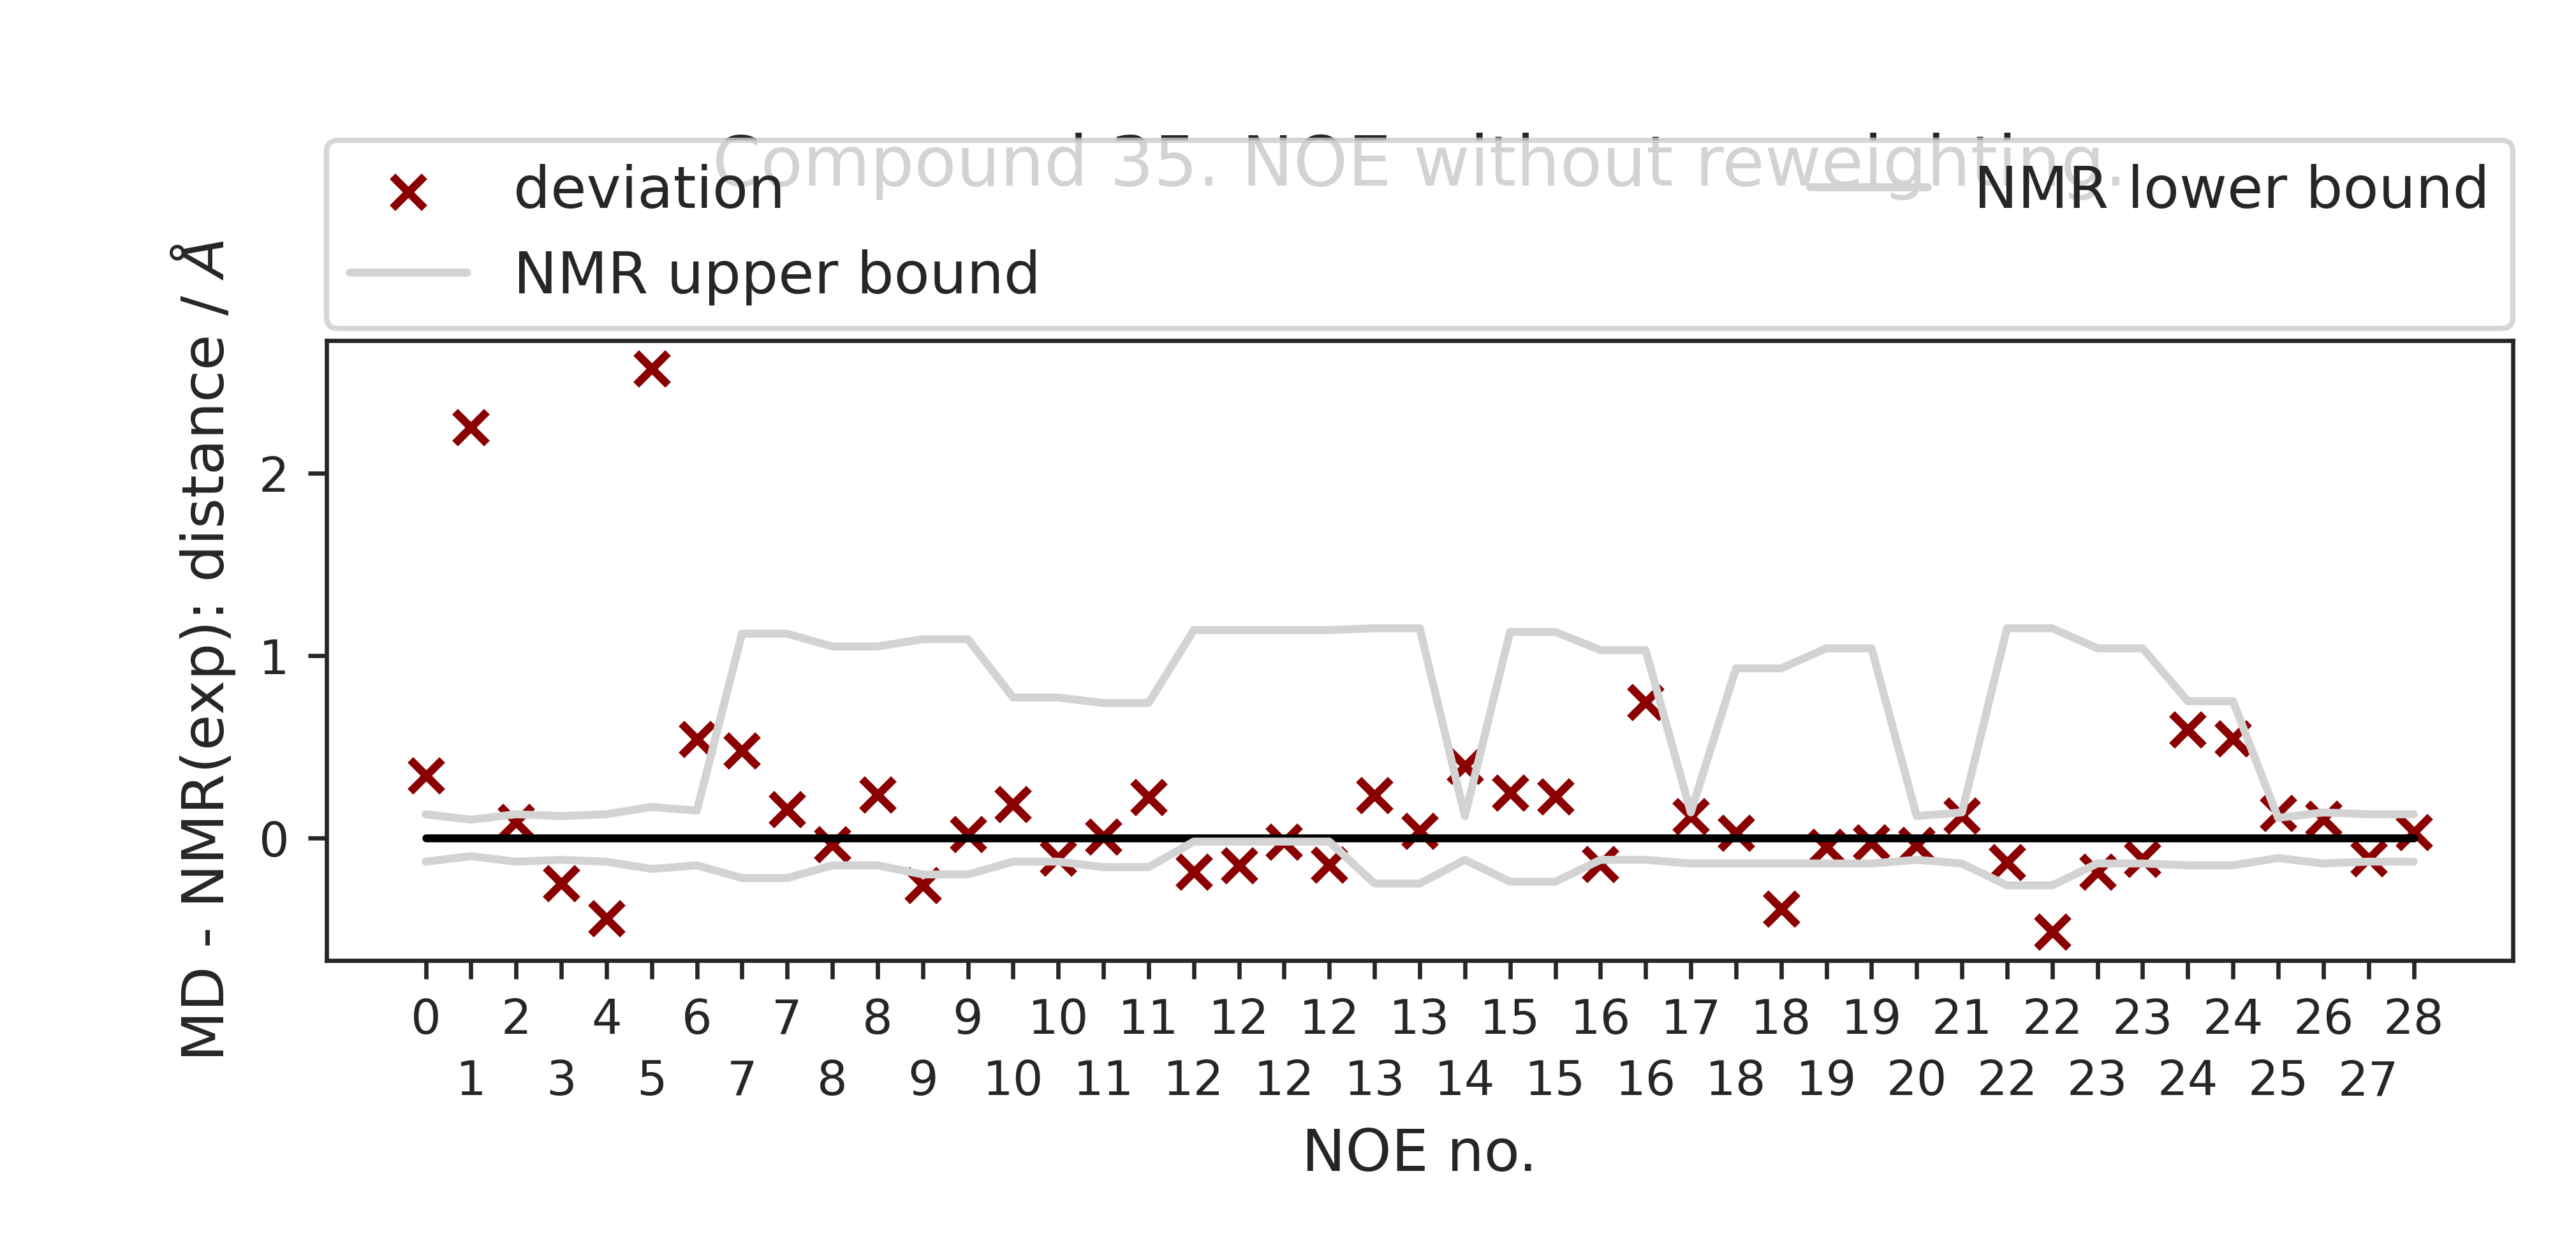 Compound 35. NOE without reweighting.
deviation
NMR upper bound
NMR lower bound
MD - NMR(exp): distance / Å
2
1
0
0 2 4 6 7 8 9 10 11 12 12 13 15 16 17 18 19 21 22 23 24 26 28
1 3 5 7 8 9 10 11 12 12 13 14 15 16 18 19 20 22 23 24 25 27
NOE no.